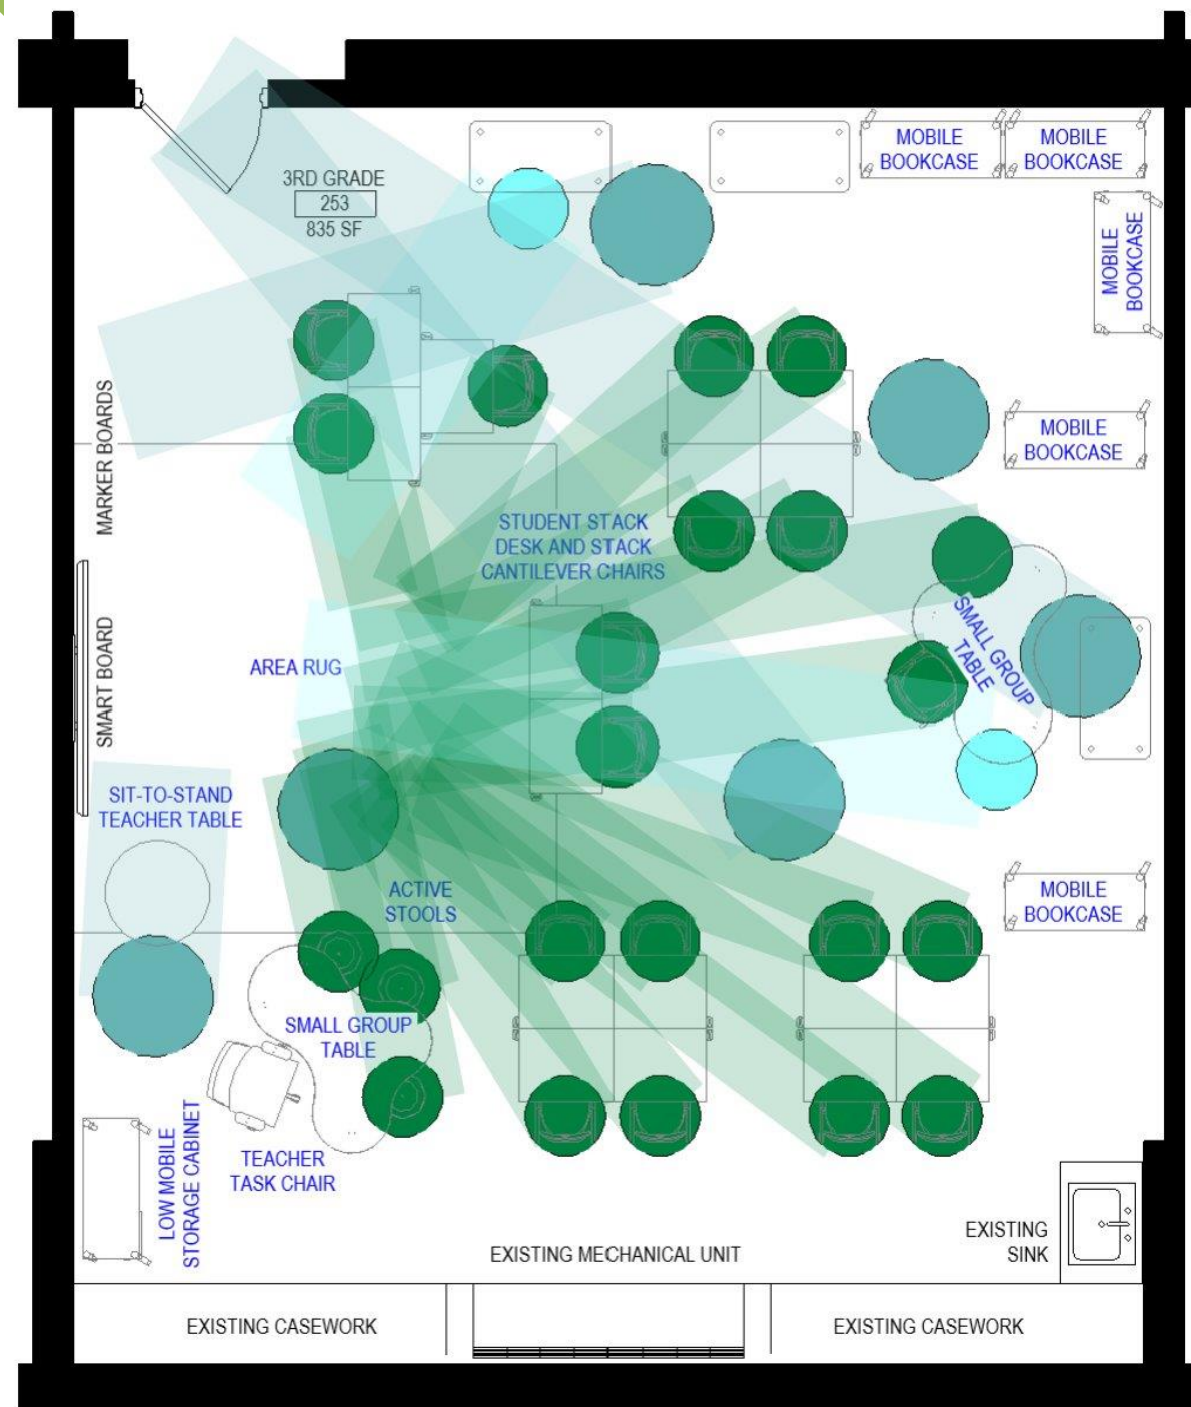 MOBILE
BOOKCASE
MOBILE
BOOKCASE
3RD GRADE
253
835 SF
MOBILE
BOOKCASE
MARKER BOARDS
MOBILE
BOOKCASE
STUDENT STACK
DESK AND STACK
CANTILEVER CHAIRS
SMALL GROUP
TABLE
AREA RUG
SMART BOARD
SIT-TO-STAND
TEACHER TABLE
ACTIVE
STOOLS
MOBILE
BOOKCASE
SMALL GROUP
TABLE
LOW MOBILE
STORAGE CABINET
TEACHER
TASK CHAIR
EXISTING
SINK
EXISTING MECHANICAL UNIT
EXISTING CASEWORK
EXISTING CASEWORK